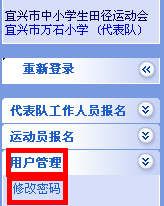 宜兴市中小学生田径运动会
宜兴市万石小学（代表队）
重新登录
代表队工作人员报名
运动员报名
用户管理
修改密码